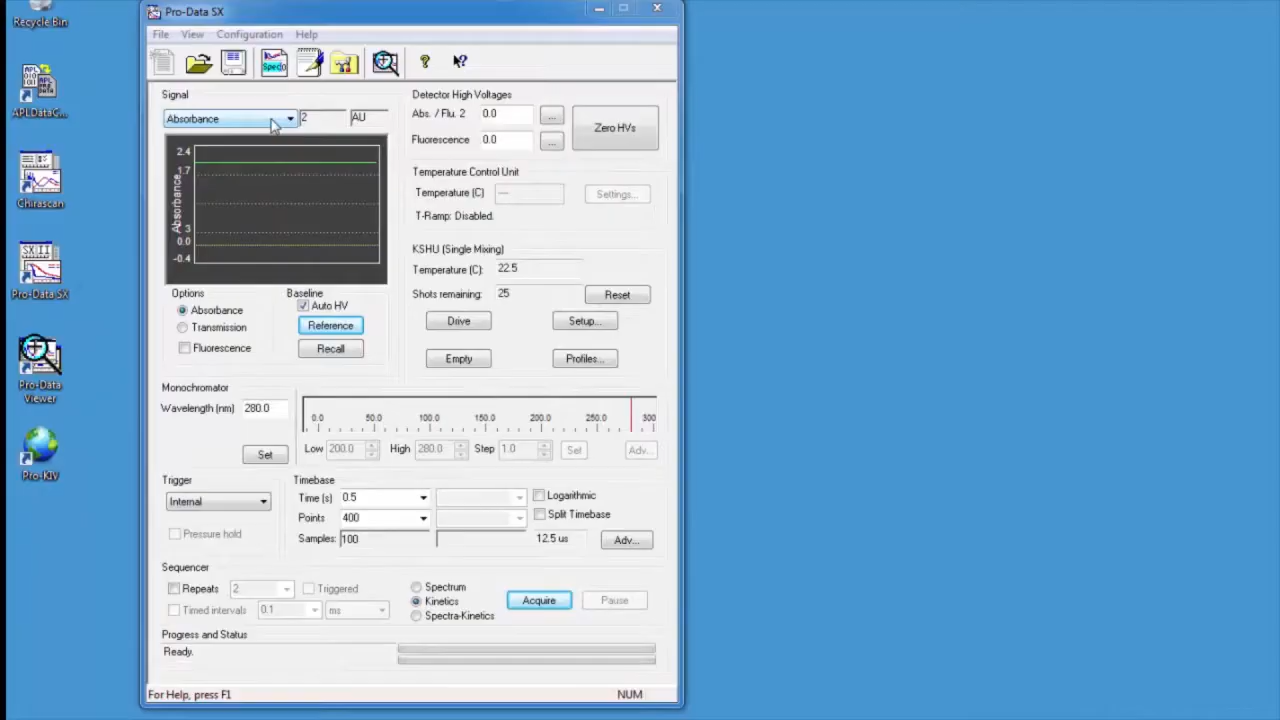 Recycle Bin
APLDataC...
Chirascan
Pro-Data SX
Pro-Data
Viewer
Pro-KIV
Pro-Data SX
File View Configuration Help
Signal
Absorbance 2 AU
2.4
1.7
3
0.0
-0.4
Absorbance
Options
Absorbance
Transmission
Fluorescence
Baseline
Auto HV
Reference
Recall
Detector High Voltages
Abs. / Flu. 2 0.0 ...
Fluorescence 0.0 ...
Zero HVs
Temperature Control Unit
Temperature (C) --- Settings...
T-Ramp: Disabled.
KSHU (Single Mixing)
Temperature (C): 22.5
Shots remaining: 25 Reset
Drive Setup...
Empty Profiles...
Monochromator
Wavelength (nm) 280.0
Set
0.0 50.0 100.0 150.0 200.0 250.0 300
Low 200.0 High 280.0 Step 1.0 Set Adv...
Trigger
Internal
Pressure hold
Timebase
Time (s) 0.5 Logarithmic
Points 400 Split Timebase
Samples: 100 12.5 us Adv...
Sequencer
Repeats 2 Triggered
Timed intervals 0.1 ms
Spectrum
Kinetics
Spectra-Kinetics
Acquire Pause
Progress and Status
Ready.
For Help, press F1 NUM